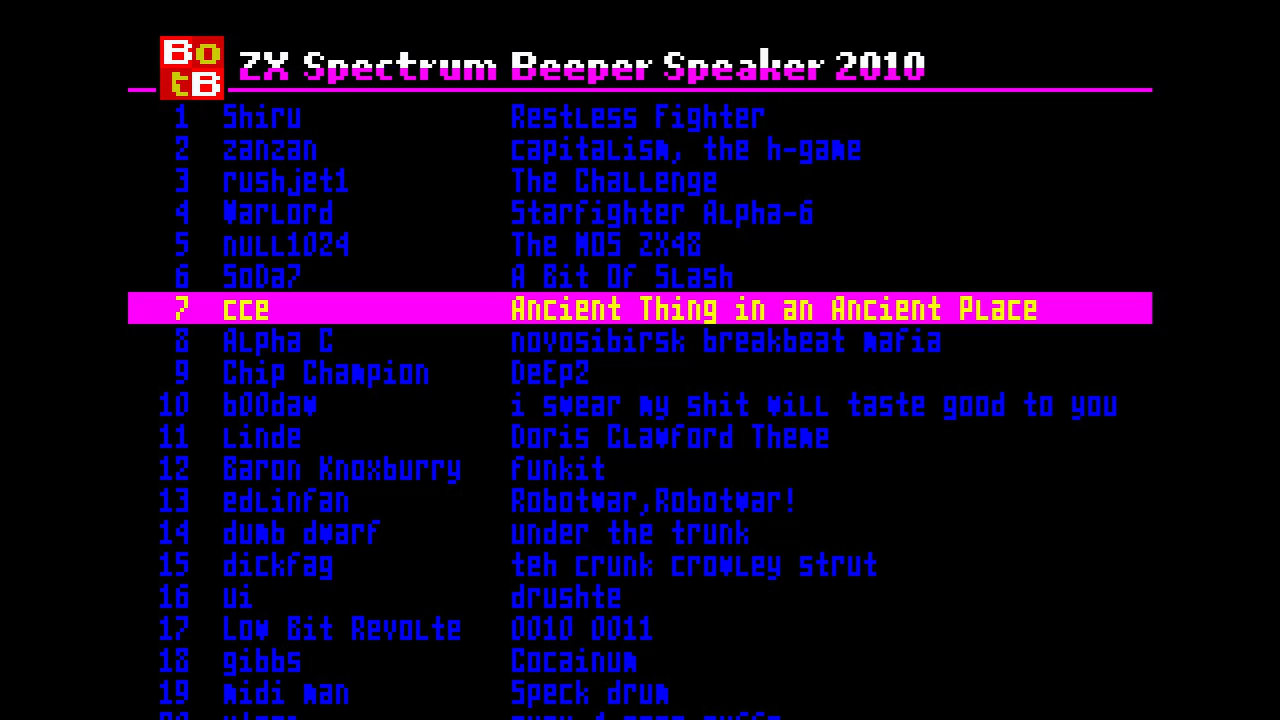 BotB ZX Spectrum Beeper Speaker 2010
1 Shiru Restless Fighter
2 zanzan capitalism, the h-game
3 rushjet1 The Challenge
4 Warlord Starfighter Alpha-6
5 null1024 The MOS ZX48
6 SoDa7 A Bit Of Slash
7 cce Ancient Thing in an Ancient Place
8 Alpha C novosibirsk breakbeat mafia
9 Chip Champion DeEp2
10 b00daw i swear my shit will taste good to you
11 linde Doris Clawford Theme
12 Baron Knoxburry funkit
13 edlinfan Robotwar,Robotwar!
14 dumb dwarf under the trunk
15 dickfag teh crunk crowley strut
16 ui drushte
17 Low Bit Revolte 0010 0011
18 gibbs Cocainum
19 midi man Speck drum